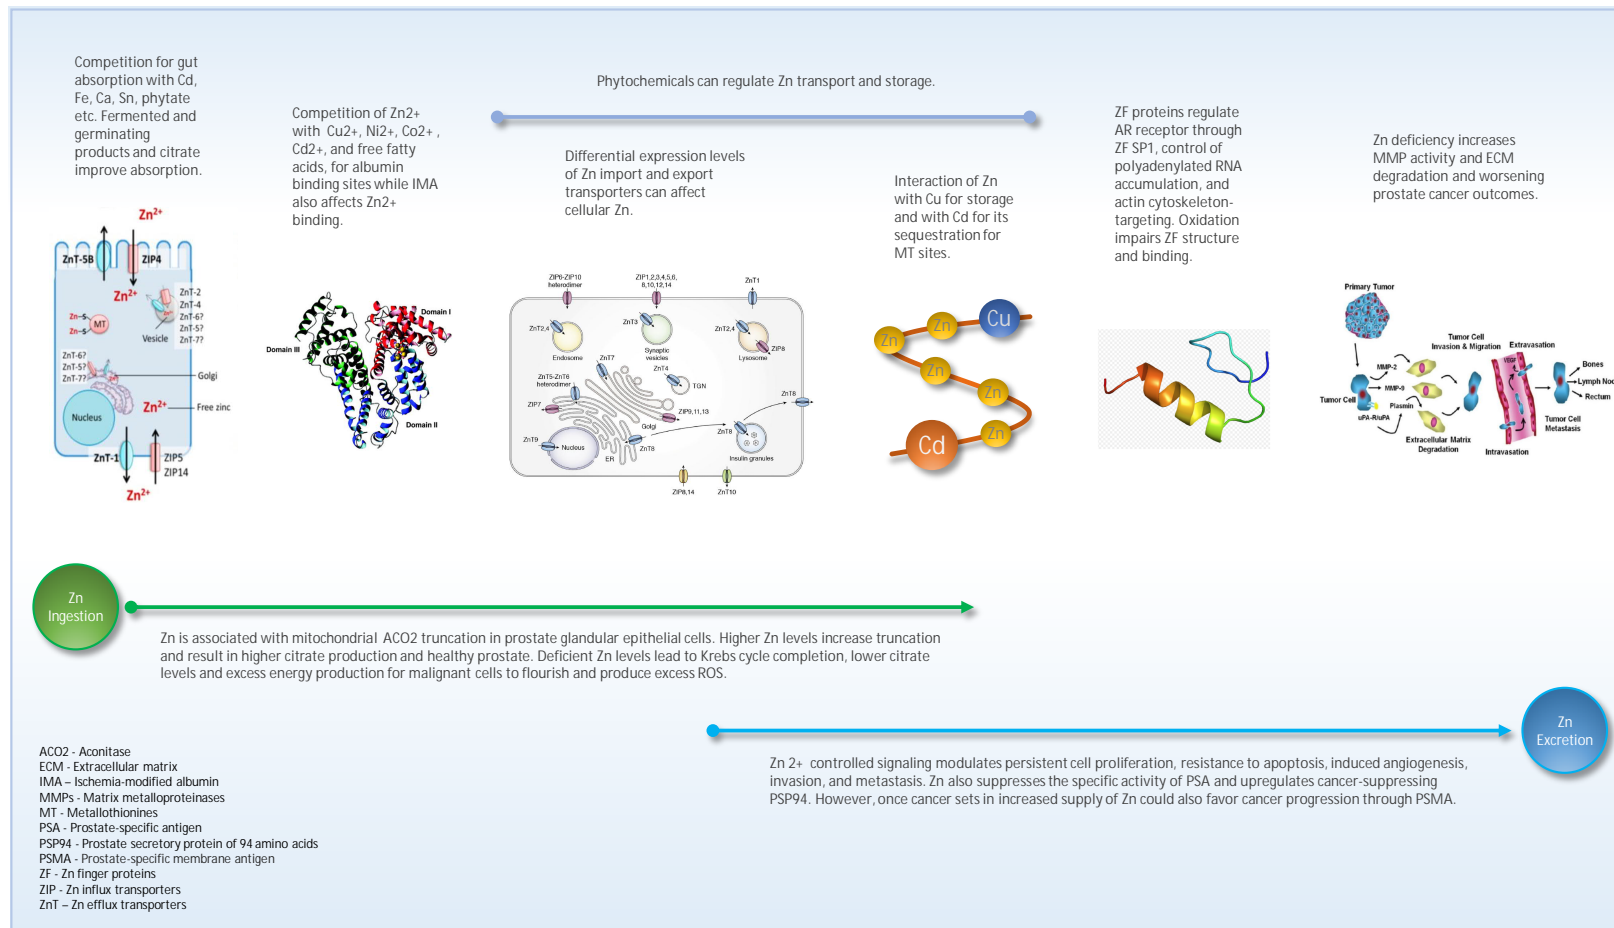 Competition for gut
absorption with Cd,
Fe, Ca, Sn, phytate
etc. Fermented and
germinating
products and citrate
improve absorption.
Competition of Zn2+
with Cu2+, Ni2+, Co2+ ,
Cd2+, and free fatty
acids, for albumin
binding sites while IMA
also affects Zn2+
binding.
Phytochemicals can regulate Zn transport and storage.
Differential expression levels
of Zn import and export
transporters can affect
cellular Zn.
Interaction of Zn
with Cu for storage
and with Cd for its
sequestration for
MT sites.
ZF proteins regulate
AR receptor through
ZF SP1, control of
polyadenylated RNA
accumulation, and
actin cytoskeleton-
targeting. Oxidation
impairs ZF structure
and binding.
Zn deficiency increases
MMP activity and ECM
degradation and worsening
prostate cancer outcomes.
Zn2+
ZnT-5B
ZIP4
Zn2+
ZnT-2
ZnT-4
ZnT-6?
ZnT-5?
ZnT-7?
Vesicle
Zn-S
MT
Zn-S
ZnT-6?
ZnT-5?
ZnT-7?
Golgi
Zn2+
Free zinc
Nucleus
ZnT-1
ZIP5
ZIP14
Zn2+
Domain I
Domain III
Domain II
ZIP6-ZIP10
heterodimer
ZIP1,2,3,4,5,6,
8,10,12,14
ZnT1
ZnT2,4
Endosome
ZnT3
Synaptic
vesicles
ZnT2,4
ZIP8
Lysosome
ZnT7
ZnT5-ZnT6
heterodimer
ZnT4
TGN
ZIP7
ZIP9,11,13
Golgi
ZnT8
ZnT9
Nucleus
ER
ZnT8
ZnT8
Insulin granules
ZIP8,14
ZnT10
Cu
Zn
Zn
Zn
Zn
Zn
Cd
Primary Tumor
Tumor Cell
Invasion & Migration
Extravasation
VEGF
MMP-2
MMP-9
Plasmin
Tumor Cell
uPA-R/uPA
Extracellular Matrix
Degradation
Intravasation
Bones
Lymph Nod
Rectum
Tumor Cell
Metastasis
Zn
Ingestion
Zn is associated with mitochondrial ACO2 truncation in prostate glandular epithelial cells. Higher Zn levels increase truncation
and result in higher citrate production and healthy prostate. Deficient Zn levels lead to Krebs cycle completion, lower citrate
levels and excess energy production for malignant cells to flourish and produce excess ROS.
Zn
Excretion
Zn 2+ controlled signaling modulates persistent cell proliferation, resistance to apoptosis, induced angiogenesis,
invasion, and metastasis. Zn also suppresses the specific activity of PSA and upregulates cancer-suppressing
PSP94. However, once cancer sets in increased supply of Zn could also favor cancer progression through PSMA.
ACO2 - Aconitase
ECM - Extracellular matrix
IMA – Ischemia-modified albumin
MMPs - Matrix metalloproteinases
MT - Metallothionines
PSA - Prostate-specific antigen
PSP94 - Prostate secretory protein of 94 amino acids
PSMA - Prostate-specific membrane antigen
ZF - Zn finger proteins
ZIP - Zn influx transporters
ZnT – Zn efflux transporters